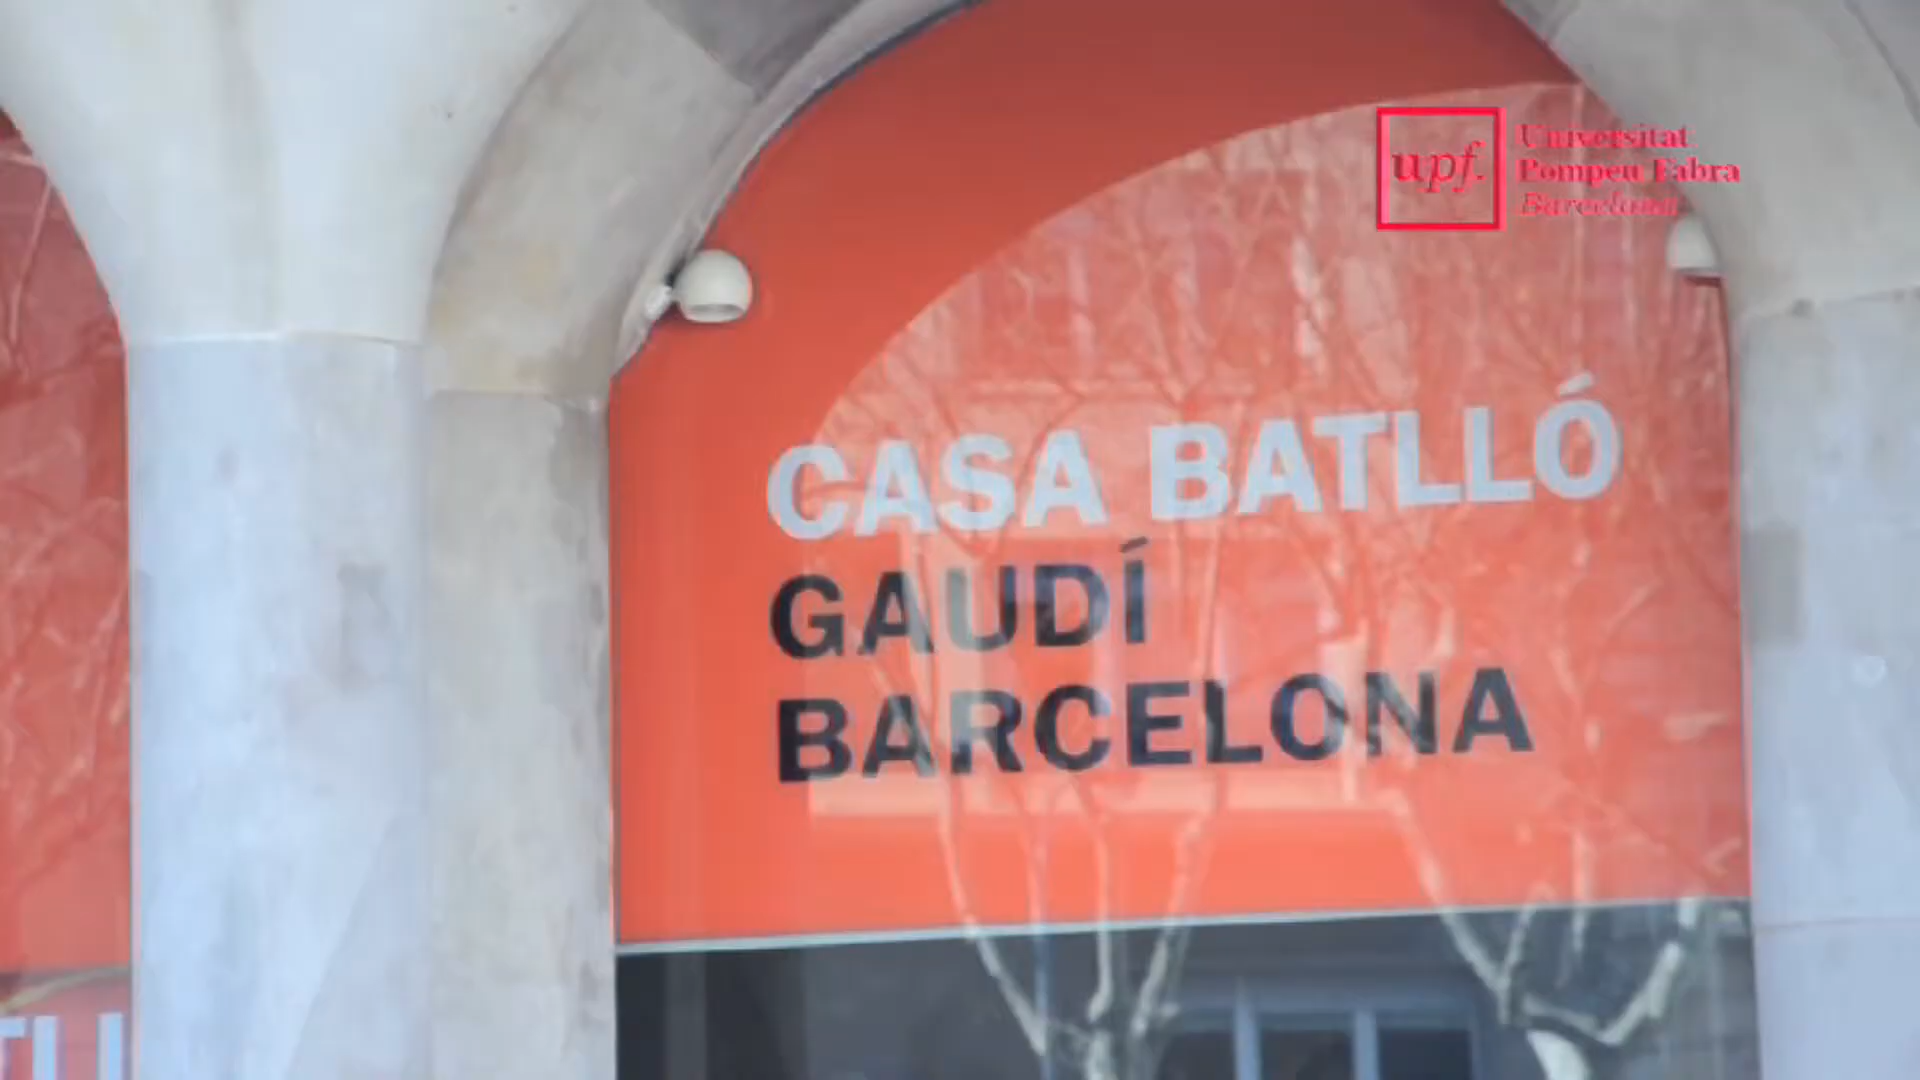 upf.
Universitat
Pompeu Fabra
Barcelona
CASA BATLLÓ
GAUDÍ
BARCELONA